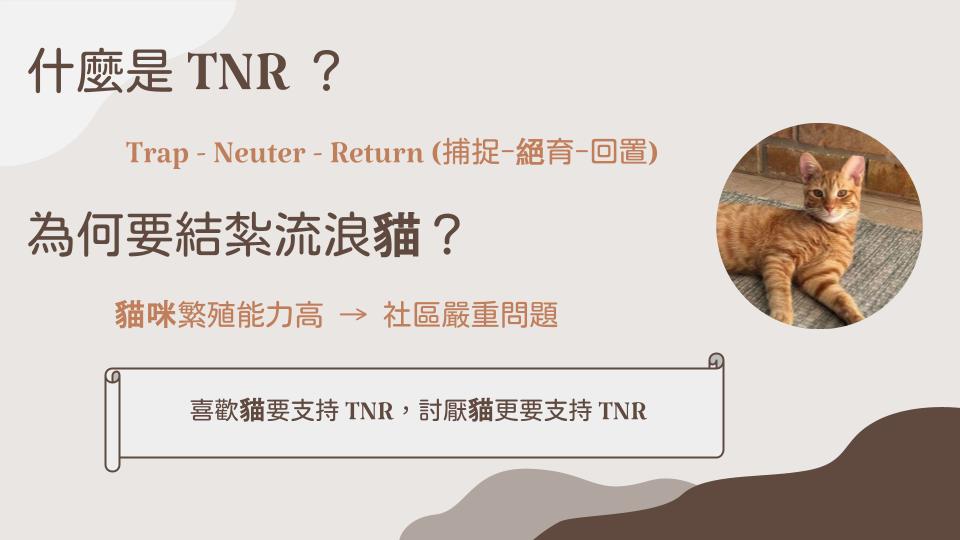 什麼是 TNR ？
Trap - Neuter - Return (捕捉-絕育-回置)
為何要結紮流浪貓？
貓咪繁殖能力高 → 社區嚴重問題
喜歡貓要支持 TNR，討厭貓更要支持 TNR